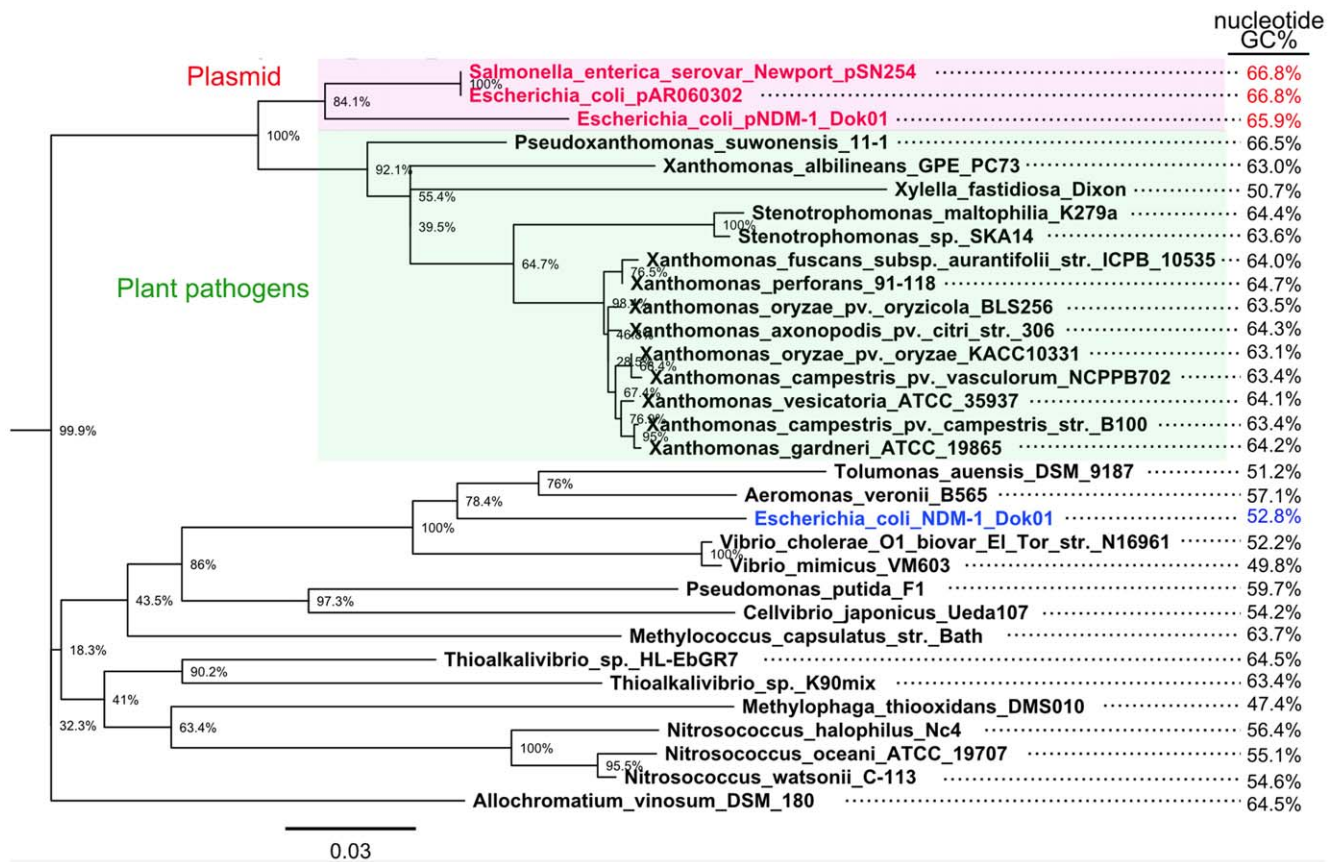 nucleotide
GC%
Plasmid
Salmonella_enterica_serovar_Newport_pSN254 66.8%
100%
Escherichia_coli_pAR060302 66.8%
84.1%
Escherichia_coli_pNDM-1_Dok01 65.9%
100%
Pseudoxanthomonas_suwonensis_11-1 66.5%
92.1%
Xanthomonas_albilineans_GPE_PC73 63.0%
Xylella_fastidiosa_Dixon 50.7%
55.4%
Stenotrophomonas_maltophilia_K279a 64.4%
39.5%
100%
Stenotrophomonas_sp._SKA14 63.6%
Xanthomonas_fuscans_subsp._aurantifolii_str._ICPB_10535 64.0%
64.7%
76.5%
Plant pathogens
Xanthomonas_perforans_91-118 64.7%
Xanthomonas_oryzae_pv._oryzicola_BLS256 63.5%
Xanthomonas_axonopodis_pv._citri_str._306 64.3%
Xanthomonas_oryzae_pv._oryzae_KACC10331 63.1%
Xanthomonas_campestris_pv._vasculorum_NCPPB702 63.4%
67.4%
Xanthomonas_vesicatoria_ATCC_35937 64.1%
76.9%
Xanthomonas_campestris_pv._campestris_str._B100 63.4%
99.9%
95%
Xanthomonas_gardneri_ATCC_19865 64.2%
Tolumonas_auensis_DSM_9187 51.2%
76%
Aeromonas_veronii_B565 57.1%
78.4%
Escherichia_coli_NDM-1_Dok01 52.8%
100%
Vibrio_cholerae_O1_biovar_El_Tor_str._N16961 52.2%
100%
Vibrio_mimicus_VM603 49.8%
86%
Pseudomonas_putida_F1 59.7%
43.5%
97.3%
Cellvibrio_japonicus_Ueda107 54.2%
Methylococcus_capsulatus_str._Bath 63.7%
18.3%
Thioalkalivibrio_sp._HL-EbGR7 64.5%
90.2%
Thioalkalivibrio_sp._K90mix 63.4%
41%
Methylophaga_thiooxidans_DMS010 47.4%
32.3%
63.4%
Nitrosococcus_halophilus_Nc4 56.4%
100%
Nitrosococcus_oceani_ATCC_19707 55.1%
95.5%
Nitrosococcus_watsonii_C-113 54.6%
Allochromatium_vinosum_DSM_180 64.5%
0.03